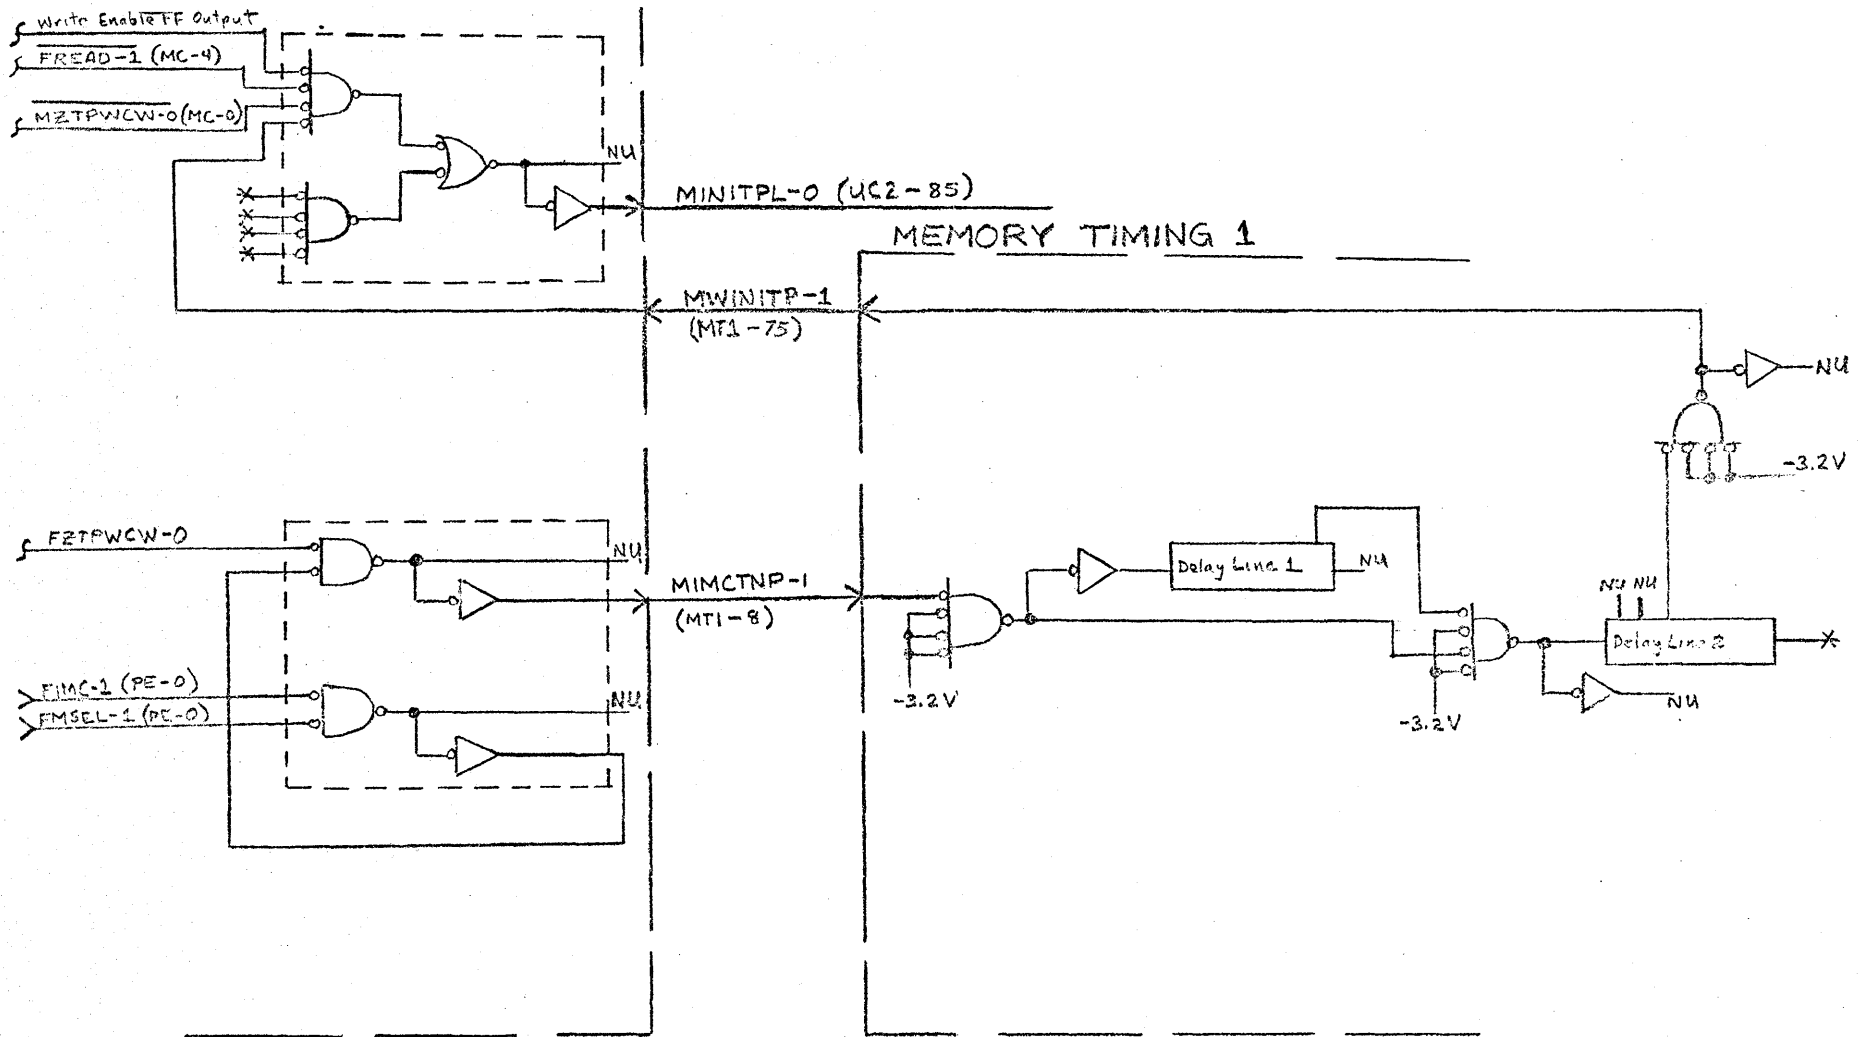 Write Enable FF Output
FREAD-1 (MC-4)
MZTPWCW-0 (MC-0)
NU
MINITPL-0 (UC2-85)
MEMORY TIMING 1
MWINITP-1
(MT1-75)
NU
-3.2V
FZTPWCW-0
NU
MIMCTNP-1
(MT1-8)
Delay Line 1
NU
NU NU
Delay Line 2
FIMC-1 (PE-0)
FMSEL-1 (PE-0)
NU
-3.2V
-3.2V
NU